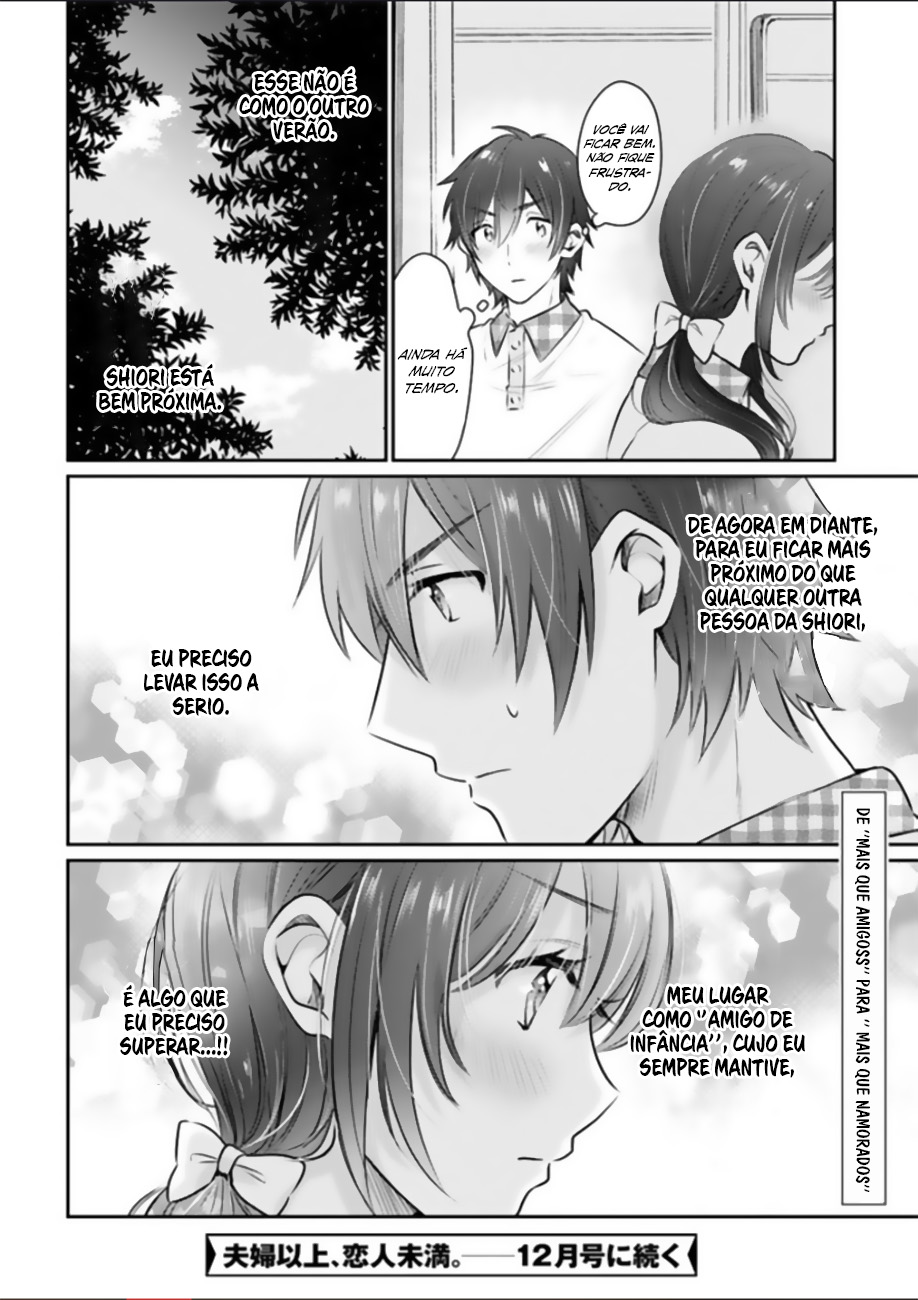 VOCÊ VAI
FICAR BEM.
NÃO FIQUE
FRUSTRA-
DO.
AINDA HÁ
MUITO
TEMPO.
ESSE NÃO É
COMO O OUTRO
VERÃO.
SHIORI ESTÁ
BEM PRÓXIMA.
DE AGORA EM DIANTE,
PARA EU FICAR MAIS
PRÓXIMO DO QUE
QUALQUER OUTRA
PESSOA DA SHIORI,
EU PRECISO
LEVAR ISSO A
SERIO.
MEU LUGAR
COMO "AMIGO DE
INFÂNCIA", CUJO EU
SEMPRE MANTIVE,
É ALGO QUE
EU PRECISO
SUPERAR...!!
DE "MAIS QUE AMIGOSS" PARA " MAIS QUE NAMORADOS"
夫婦以上、恋人未満。——12月号に続く